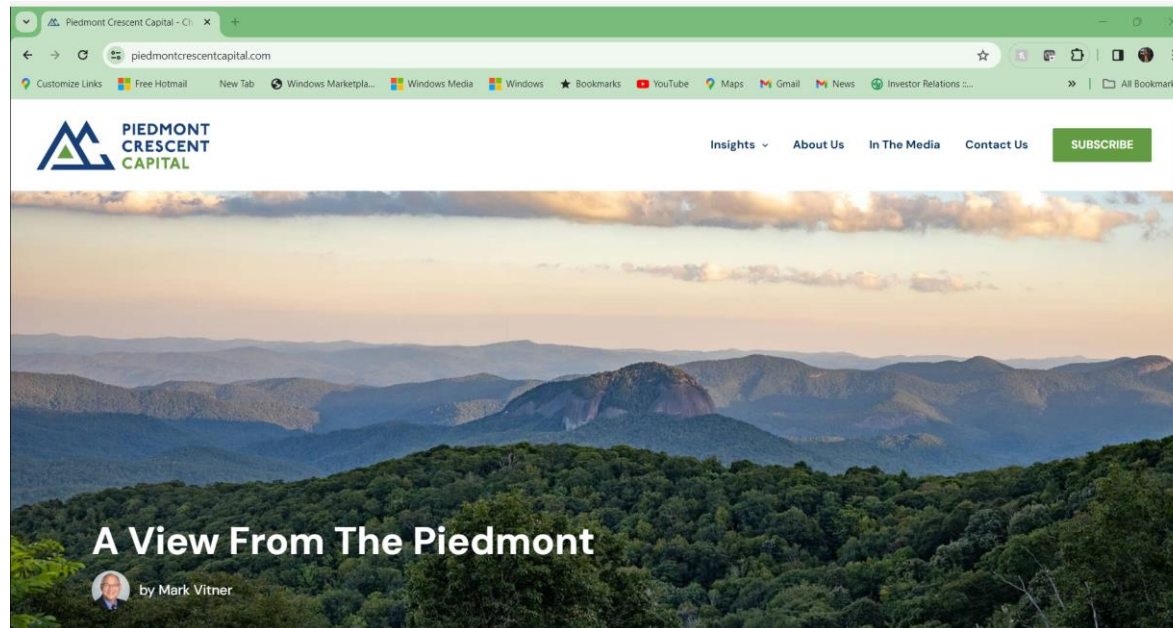 Piedmont Crescent Capital - Ch
piedmontcrescentcapital.com
Customize Links Free Hotmail New Tab Windows Marketpla... Windows Media Windows Bookmarks YouTube Maps Gmail News Investor Relations ::... » All Bookmark
PIEDMONT
CRESCENT
CAPITAL
Insights About Us In The Media Contact Us SUBSCRIBE
A View From The Piedmont
by Mark Vitner